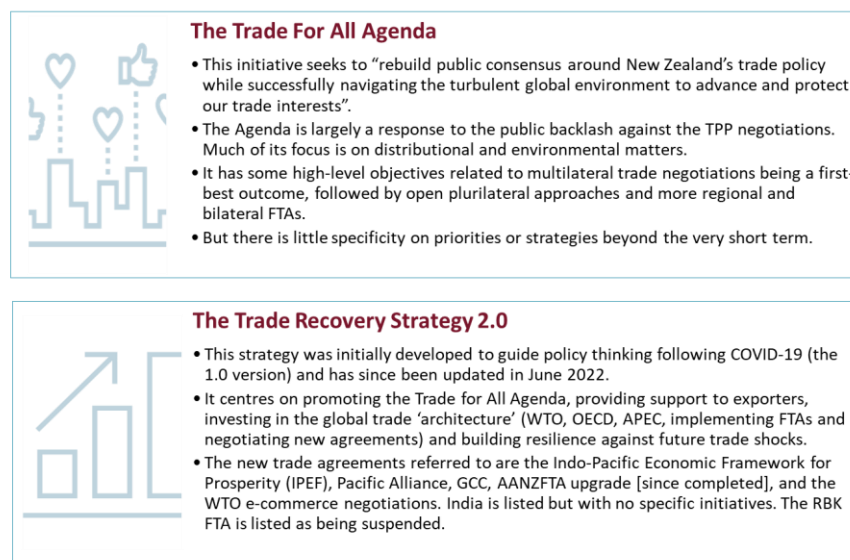 The Trade For All Agenda
• This initiative seeks to “rebuild public consensus around New Zealand’s trade policy
while successfully navigating the turbulent global environment to advance and protect
our trade interests”.
• The Agenda is largely a response to the public backlash against the TPP negotiations.
Much of its focus is on distributional and environmental matters.
• It has some high-level objectives related to multilateral trade negotiations being a first-
best outcome, followed by open plurilateral approaches and more regional and
bilateral FTAs.
• But there is little specificity on priorities or strategies beyond the very short term.
The Trade Recovery Strategy 2.0
• This strategy was initially developed to guide policy thinking following COVID-19 (the
1.0 version) and has since been updated in June 2022.
• It centres on promoting the Trade for All Agenda, providing support to exporters,
investing in the global trade ‘architecture’ (WTO, OECD, APEC, implementing FTAs and
negotiating new agreements) and building resilience against future trade shocks.
• The new trade agreements referred to are the Indo-Pacific Economic Framework for
Prosperity (IPEF), Pacific Alliance, GCC, AANZFTA upgrade [since completed], and the
WTO e-commerce negotiations. India is listed but with no specific initiatives. The RBK
FTA is listed as being suspended.